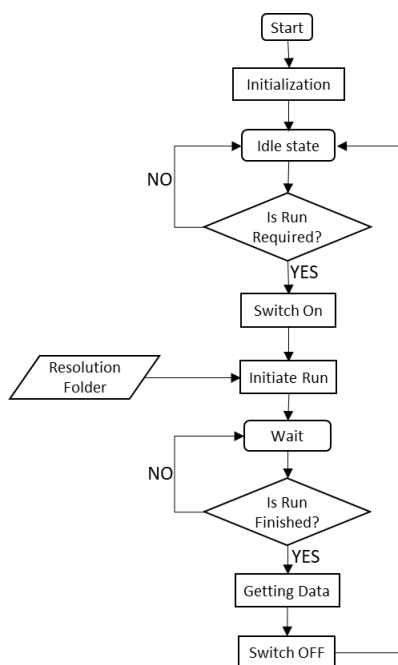 Start
Initialization
Idle state
NO
Is Run
Required?
YES
Switch On
Resolution
Folder
Initiate Run
Wait
NO
Is Run
Finished?
YES
Getting Data
Switch OFF